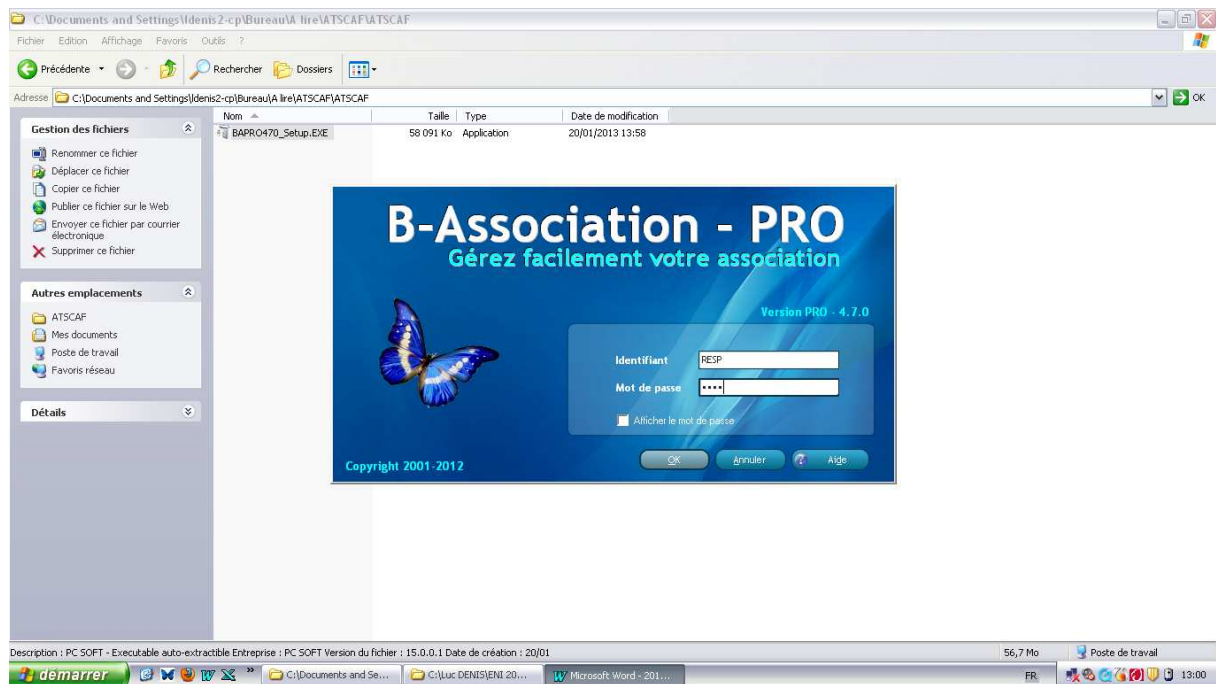 C:\Documents and Settings\ldenis2-cp\Bureau\A lire\ATSCAF\ATSCAF
Fichier Edition Affichage Favoris Outils ?
Précédente Rechercher Dossiers
Adresse C:\Documents and Settings\ldenis2-cp\Bureau\A lire\ATSCAF\ATSCAF OK
Nom Taille Type Date de modification
BAPRO470_Setup.EXE 58 091 Ko Application 20/01/2013 13:58
Gestion des fichiers
Renommer ce fichier
Déplacer ce fichier
Copier ce fichier
Publier ce fichier sur le Web
Envoyer ce fichier par courrier
électronique
Supprimer ce fichier
Autres emplacements
ATSCAF
Mes documents
Poste de travail
Favoris réseau
Détails
B-Association - PRO
Gérez facilement votre association
Version PRO - 4.7.0
Identifiant RESP
Mot de passe ••••
Afficher le mot de passe
OK Annuler Aide
Copyright 2001-2012
Description : PC SOFT - Executable auto-extractible Entreprise : PC SOFT Version du fichier : 15.0.0.1 Date de création : 20/01 56,7 Mo Poste de travail
démarrer » C:\Documents and Se... C:\Luc DENIS\ENI 20... Microsoft Word - 201... FR 13:00